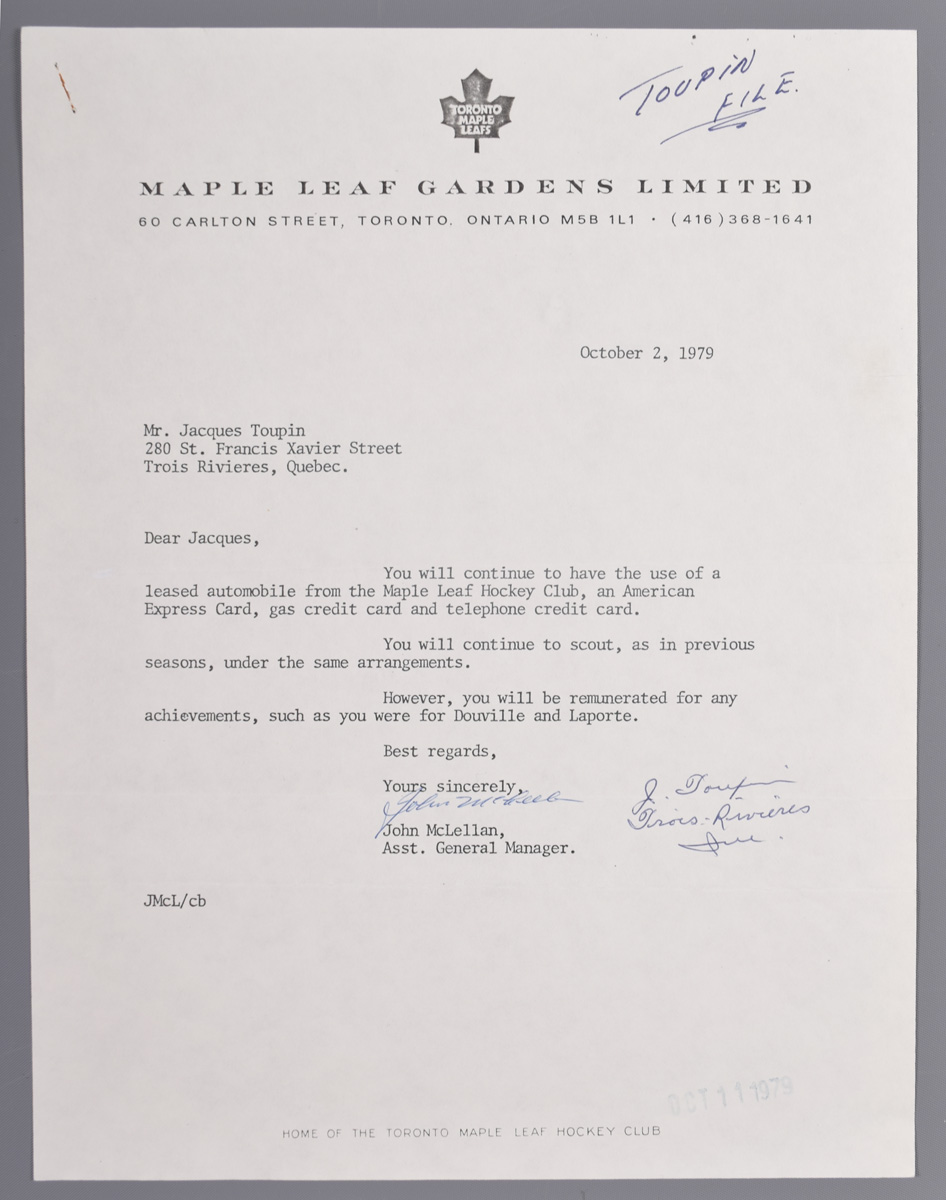 TOUPIN
FILE.
TORONTO
MAPLE
LEAFS
MAPLE LEAF GARDENS LIMITED
60 CARLTON STREET, TORONTO. ONTARIO M5B 1L1 · (416)368-1641
October 2, 1979
Mr. Jacques Toupin
280 St. Francis Xavier Street
Trois Rivieres, Quebec.
Dear Jacques,
You will continue to have the use of a
leased automobile from the Maple Leaf Hockey Club, an American
Express Card, gas credit card and telephone credit card.
You will continue to scout, as in previous
seasons, under the same arrangements.
However, you will be remunerated for any
achievements, such as you were for Douville and Laporte.
Best regards,
Yours sincerely,
John McLellan
John McLellan,
Asst. General Manager.
J. Toupin
Trois-Rivières
JMcL/cb
OCT 11 1979
HOME OF THE TORONTO MAPLE LEAF HOCKEY CLUB